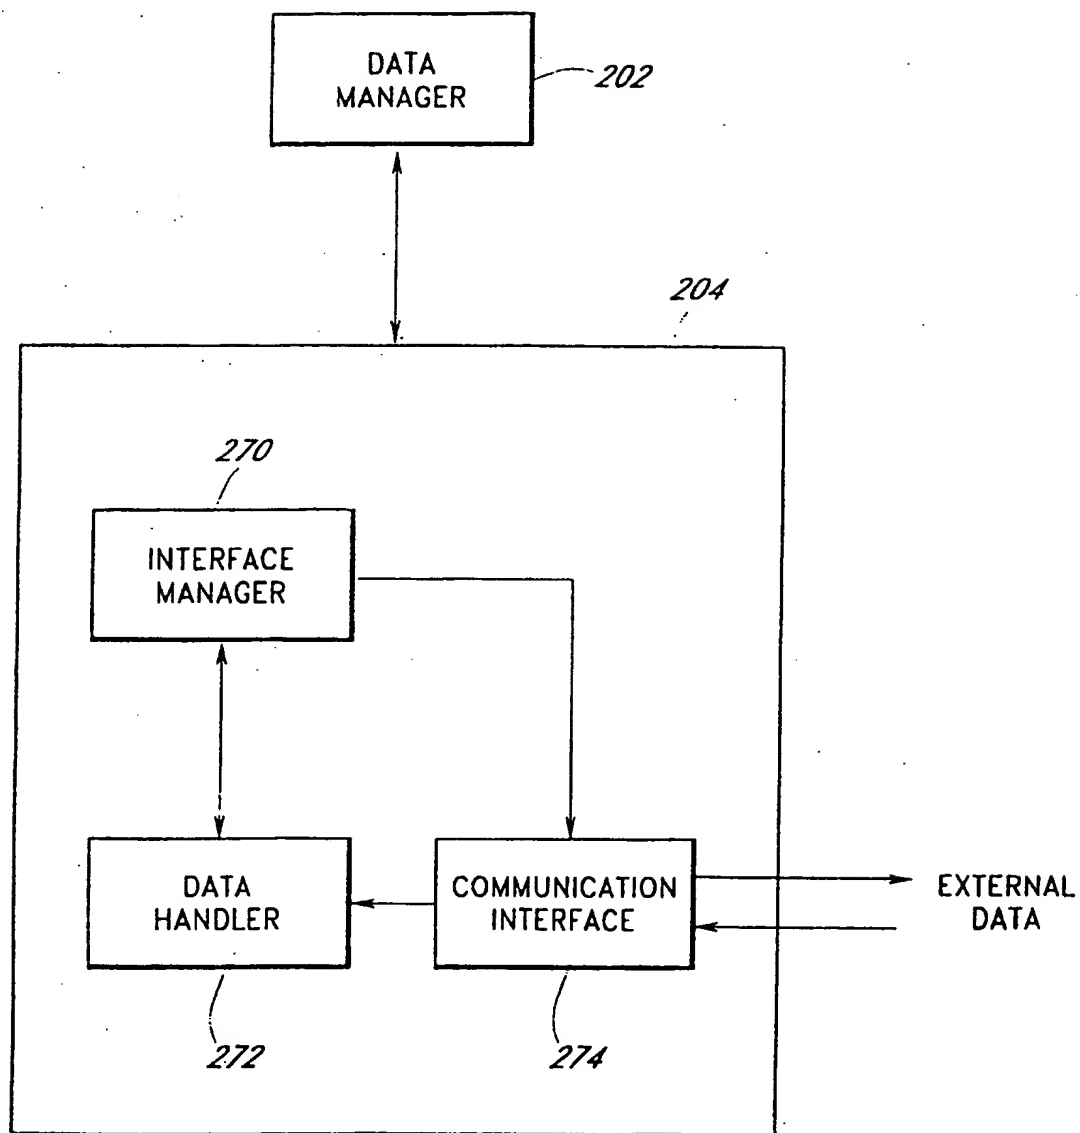 DATA
MANAGER
202
204
270
INTERFACE
MANAGER
DATA
HANDLER
COMMUNICATION
INTERFACE
EXTERNAL
DATA
272
274